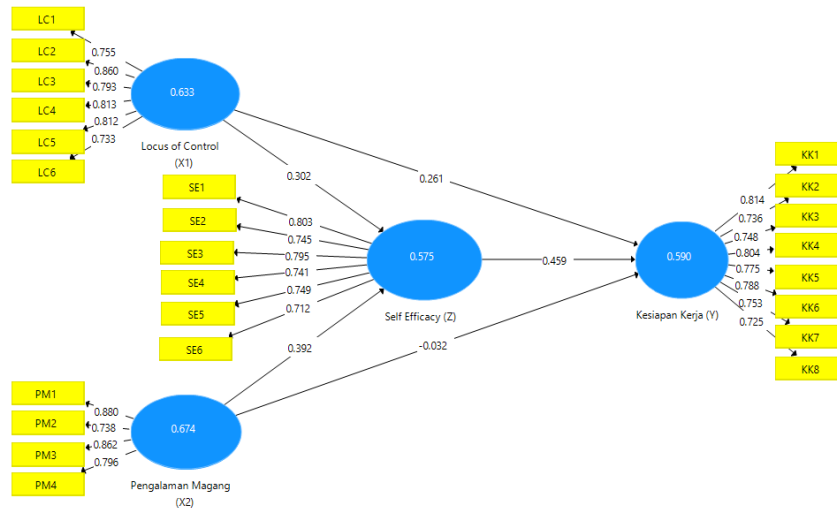 LC1
LC2
LC3
LC4
LC5
LC6
0.755
0.860
0.793
0.813
0.812
0.733
0.633
Locus of Control
(X1)
0.302
0.261
SE1
SE2
SE3
SE4
SE5
SE6
0.803
0.745
0.795
0.741
0.749
0.712
0.575
Self Efficacy (Z)
0.459
0.392
-0.032
PM1
PM2
PM3
PM4
0.880
0.738
0.862
0.796
0.674
Pengalaman Magang
(X2)
0.590
Kesiapan Kerja (Y)
0.814
0.736
0.748
0.804
0.775
0.788
0.753
0.725
KK1
KK2
KK3
KK4
KK5
KK6
KK7
KK8